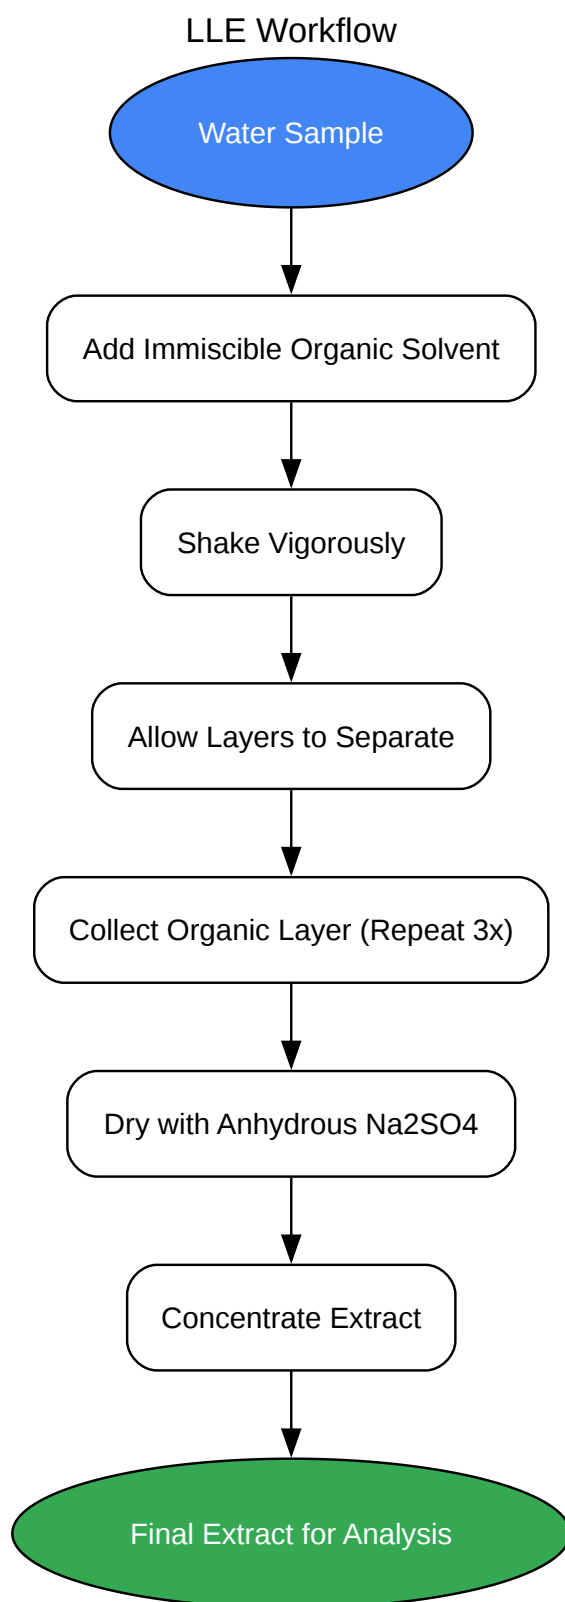 LLE Workflow
Water Sample
Add Immiscible Organic Solvent
Shake Vigorously
Allow Layers to Separate
Collect Organic Layer (Repeat 3x)
Dry with Anhydrous Na2SO4
Concentrate Extract
Final Extract for Analysis